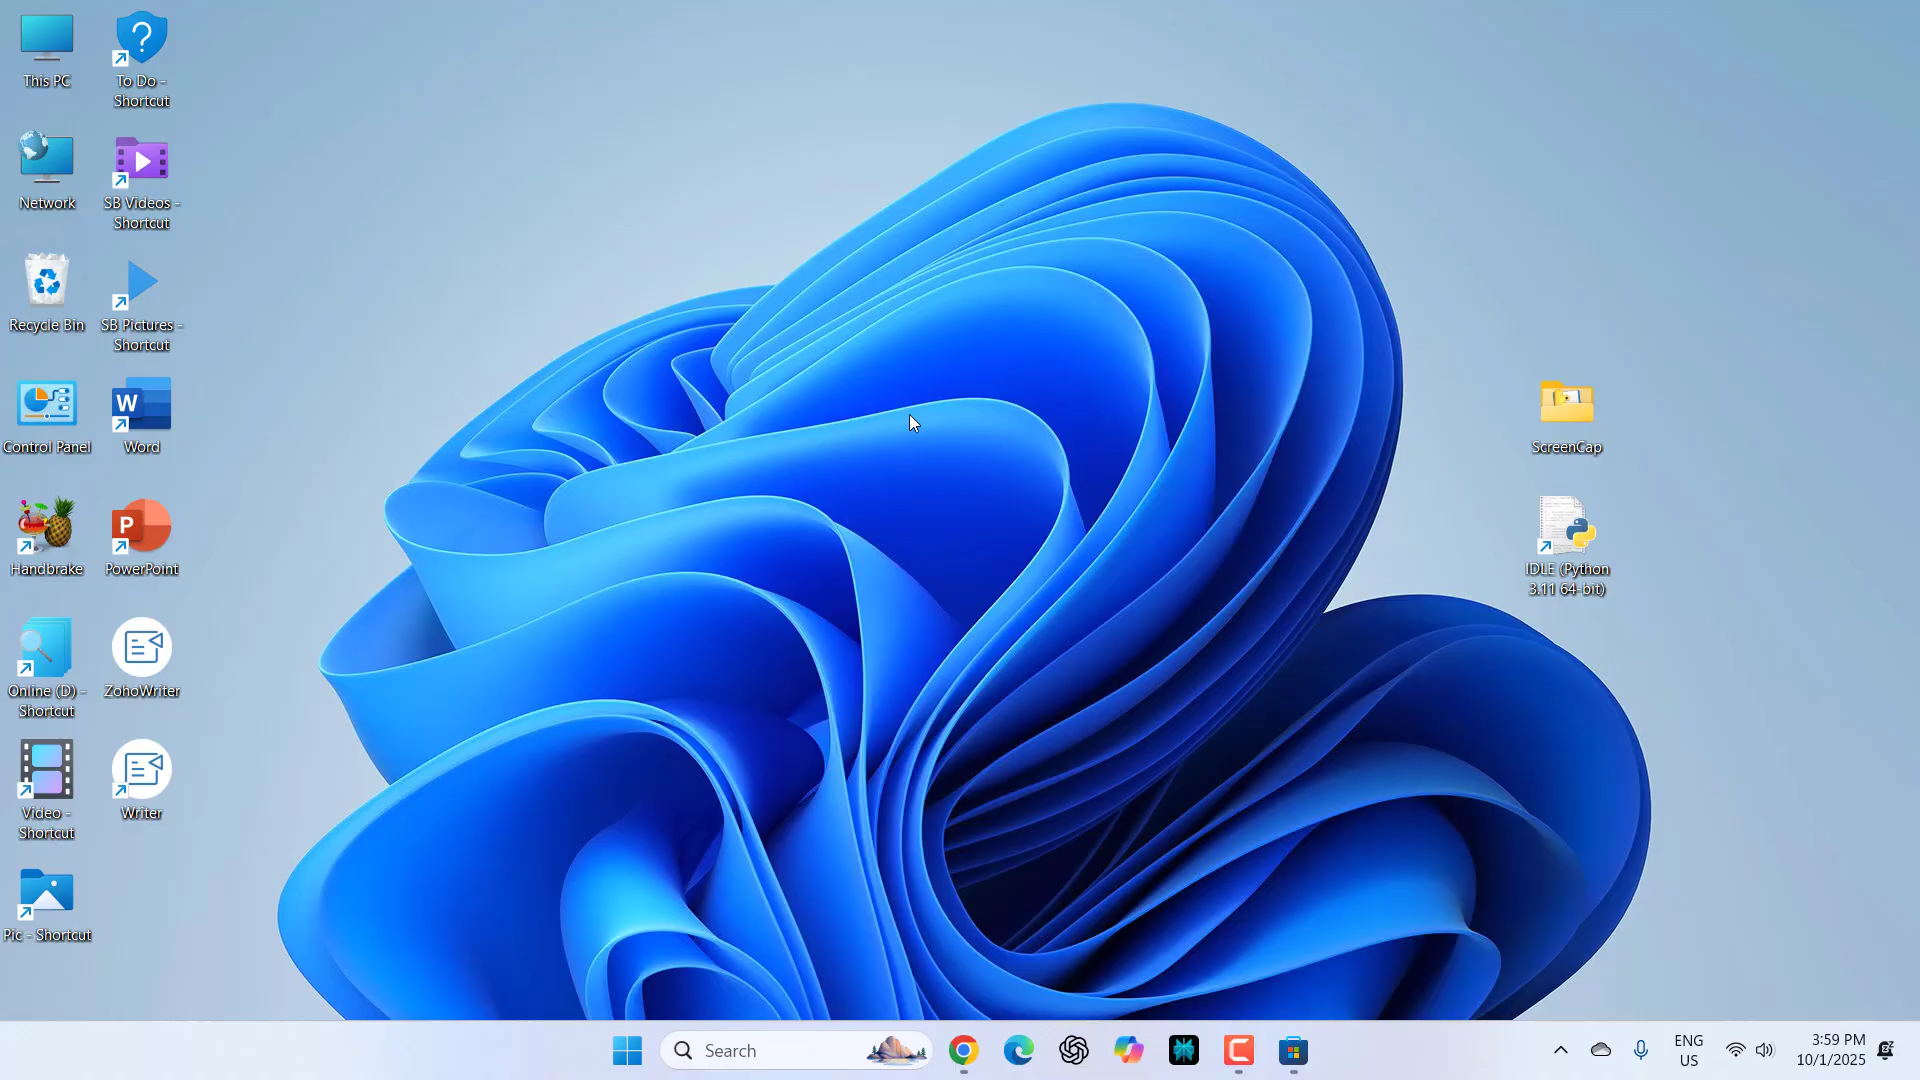 This PC
To Do -
Shortcut
Network
SB Videos -
Shortcut
Recycle Bin
SB Pictures -
Shortcut
Control Panel
W
Word
Handbrake
P
PowerPoint
Online (D) -
Shortcut
ZohoWriter
Video -
Shortcut
Writer
Pic - Shortcut
ScreenCap
IDLE (Python
3.11 64-bit)
Search
ENG
US
3:59 PM
10/1/2025